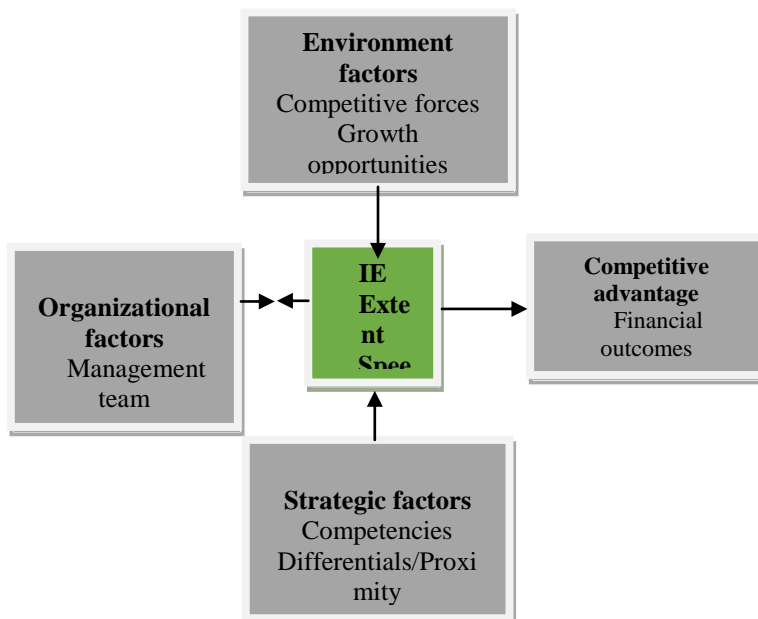 Environment
factors
Competitive forces
Growth
opportunities
Organizational
factors
Management
team
IE
Exte
nt
Spee
Competitive
advantage
Financial
outcomes
Strategic factors
Competencies
Differentials/Proxi
mity